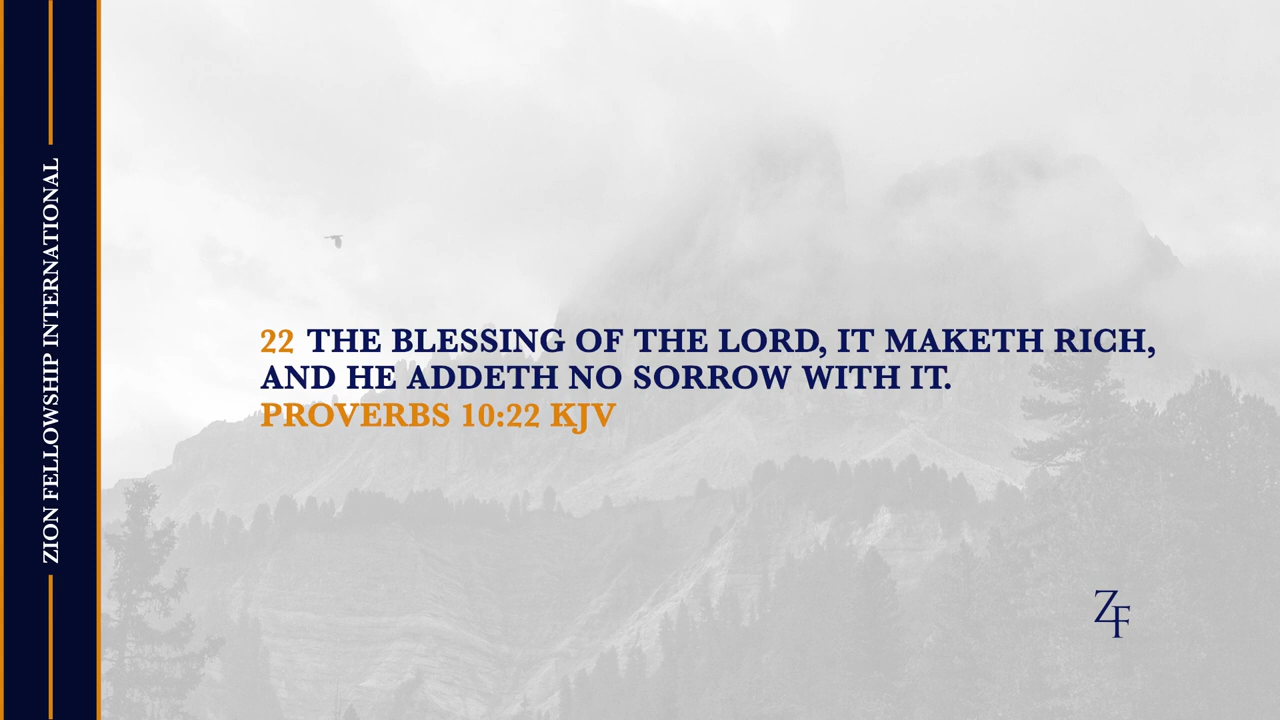 ZION FELLOWSHIP INTERNATIONAL
22 THE BLESSING OF THE LORD, IT MAKETH RICH,
AND HE ADDETH NO SORROW WITH IT.
PROVERBS 10:22 KJV
ZF